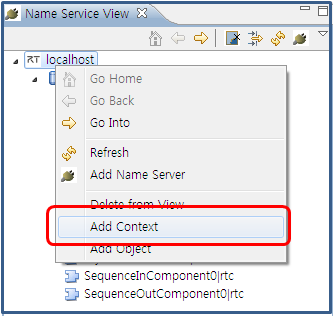 Name Service View
RT localhost
Go Home
Go Back
Go Into
Refresh
Add Name Server
Delete from View
Add Context
Add Object
SequenceInComponent0|rtc
SequenceOutComponent0|rtc